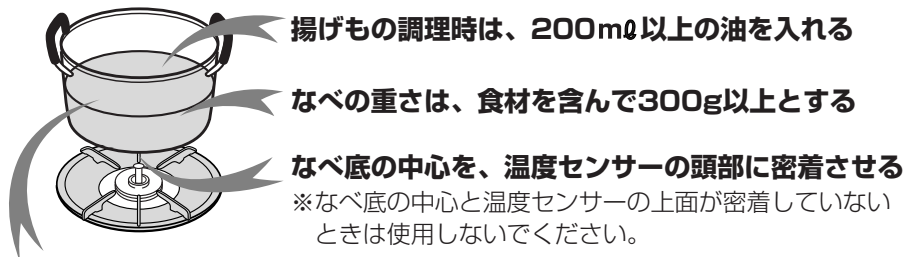 揚げもの調理時は、200mℓ以上の油を入れる
なべの重さは、食材を含んで300g以上とする
なべ底の中心を、温度センサーの頭部に密着させる
※なべ底の中心と温度センサーの上面が密着していない
ときは使用しないでください。